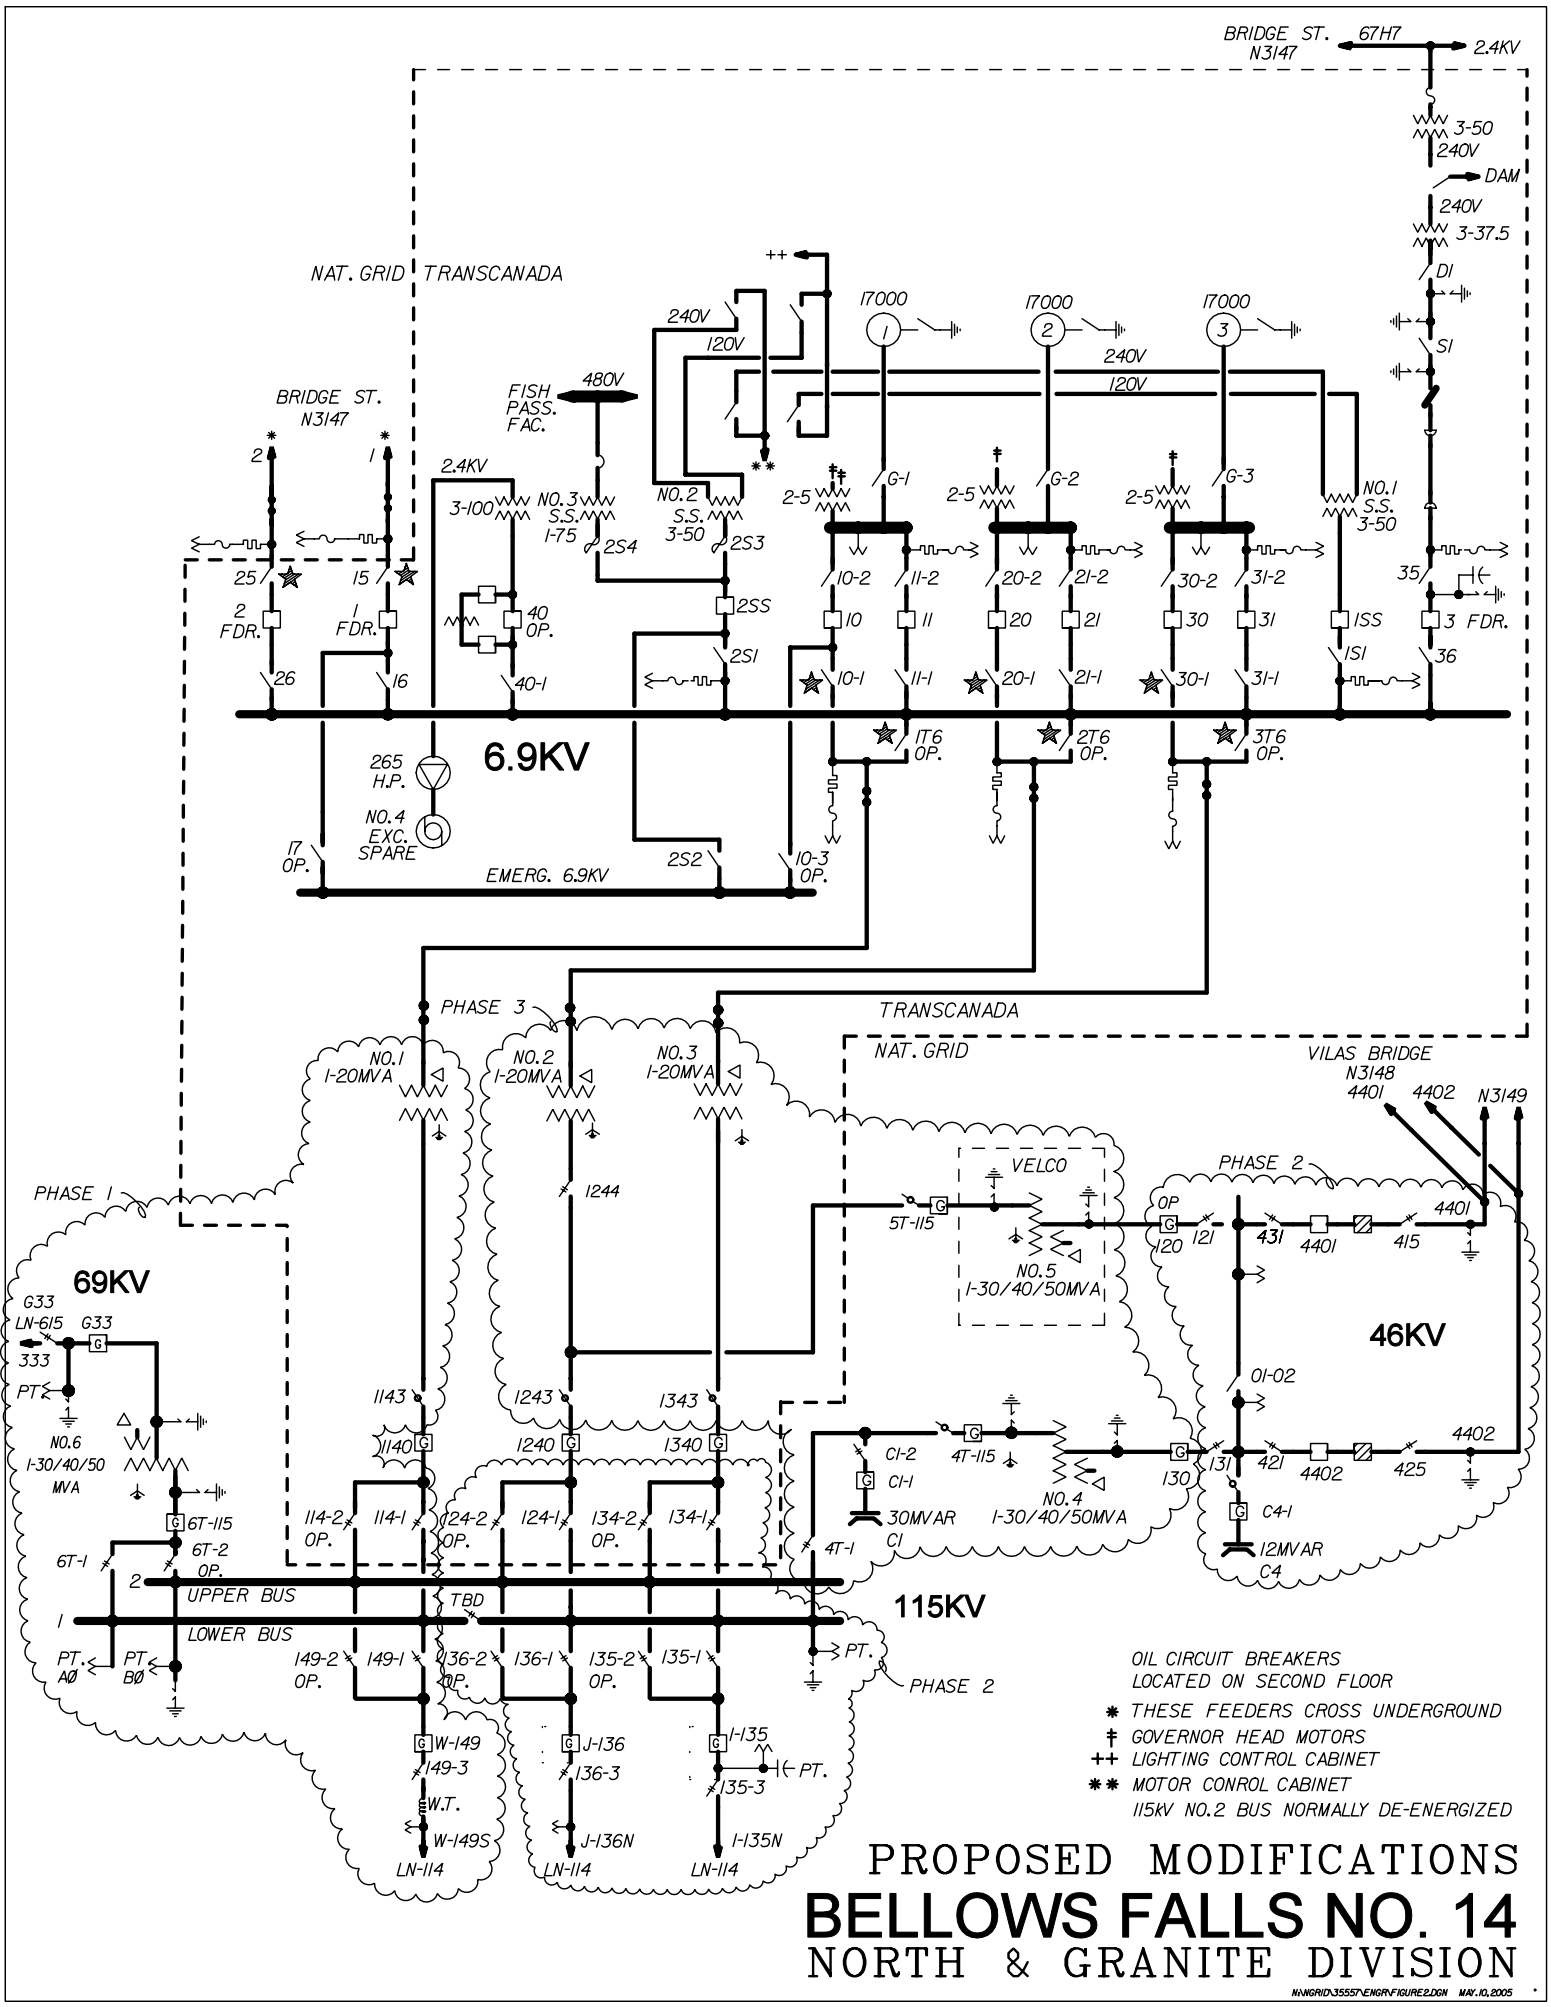 BRIDGE ST.
N3147
67H7
2.4KV
3-50
240V
DAM
240V
3-37.5
NAT. GRID
TRANSCANADA
++
D1
S1
17000
1
17000
2
17000
3
240V
120V
240V
120V
BRIDGE ST.
N3147
FISH
PASS.
FAC.
480V
*
2
*
1
2.4KV
3-100
NO.3
S.S.
1-75
2S4
NO.2
S.S.
3-50
2S3
**
2-5
G-1
2-5
G-2
2-5
G-3
NO.1
S.S.
3-50
25
15
10-2
11-2
20-2
21-2
30-2
31-2
35
2
FDR.
1
FDR.
40
OP.
2SS
10
11
20
21
30
31
1SS
3 FDR.
26
16
40-1
2S1
10-1
11-1
20-1
21-1
30-1
31-1
1S1
36
6.9KV
1T6
OP.
2T6
OP.
3T6
OP.
265
H.P.
NO.4
EXC.
SPARE
17
OP.
2S2
10-3
OP.
EMERG. 6.9KV
PHASE 3
TRANSCANADA
NAT. GRID
NO.1
1-20MVA
NO.2
1-20MVA
NO.3
1-20MVA
VILAS BRIDGE
N3148
4401
4402
N3149
PHASE 1
1244
VELCO
PHASE 2
5T-115
G
NO.5
1-30/40/50MVA
OP
G
120
121
431
4401
415
4401
69KV
G33
LN-615
333
G33
G
PT.
46KV
01-02
1143
1243
1343
NO.6
1-30/40/50
MVA
1140
G
1240
G
1340
G
C1-2
G
C1-1
30MVAR
C1
4T-115
G
NO.4
1-30/40/50MVA
G
130
131
421
4402
425
4402
G
C4-1
12MVAR
C4
G
6T-115
6T-1
6T-2
OP.
114-2
OP.
114-1
124-2
OP.
124-1
134-2
OP.
134-1
4T-1
2
UPPER BUS
1
LOWER BUS
TBD
115KV
PT.
AØ
PT.
BØ
149-2
OP.
149-1
136-2
OP.
136-1
135-2
OP.
135-1
PT.
PHASE 2
G
W-149
149-3
W.T.
W-149S
LN-114
G
J-136
136-3
J-136N
LN-114
G
I-135
PT.
135-3
I-135N
LN-114
OIL CIRCUIT BREAKERS
LOCATED ON SECOND FLOOR
* THESE FEEDERS CROSS UNDERGROUND
‡ GOVERNOR HEAD MOTORS
++ LIGHTING CONTROL CABINET
** MOTOR CONROL CABINET
115KV NO.2 BUS NORMALLY DE-ENERGIZED
PROPOSED MODIFICATIONS
BELLOWS FALLS NO. 14
NORTH & GRANITE DIVISION
N:\NGRID\35557\ENGR\FIGURE2.DGN MAY.10,2005